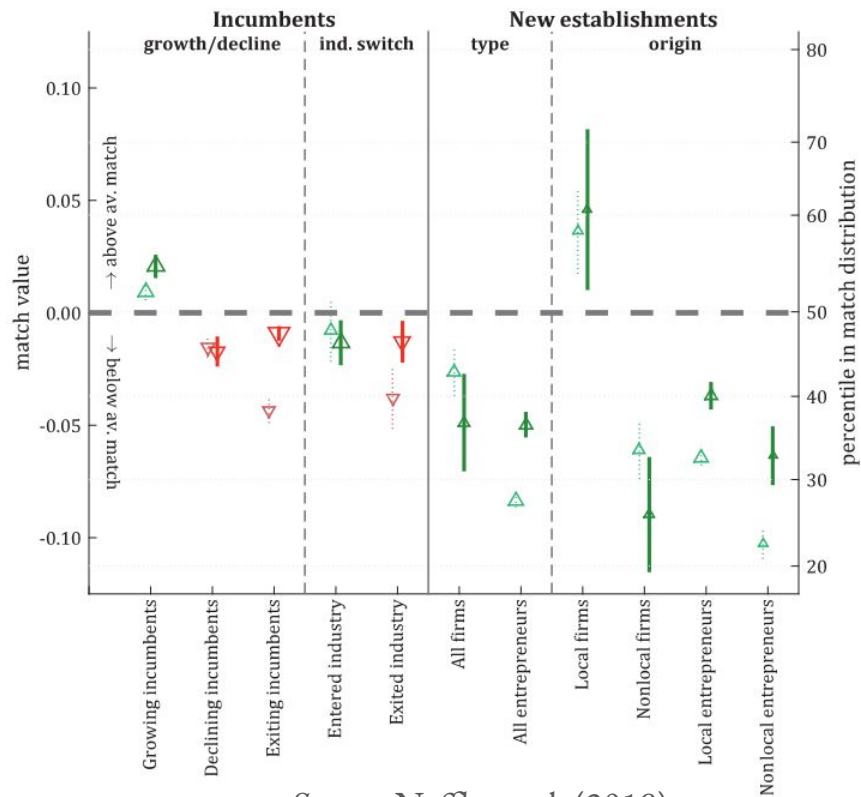 Incumbents
New establishments
growth/decline
ind. switch
type
origin
match value
→ above av. match
→ below av. match
0.10
0.05
0.00
-0.05
-0.10
80
70
60
50
40
30
20
percentile in match distribution
Growing incumbents
Declining incumbents
Exiting incumbents
Entered industry
Exited industry
All firms
All entrepreneurs
Local firms
Nonlocal firms
Local entrepreneurs
Nonlocal entrepreneurs
(2018)